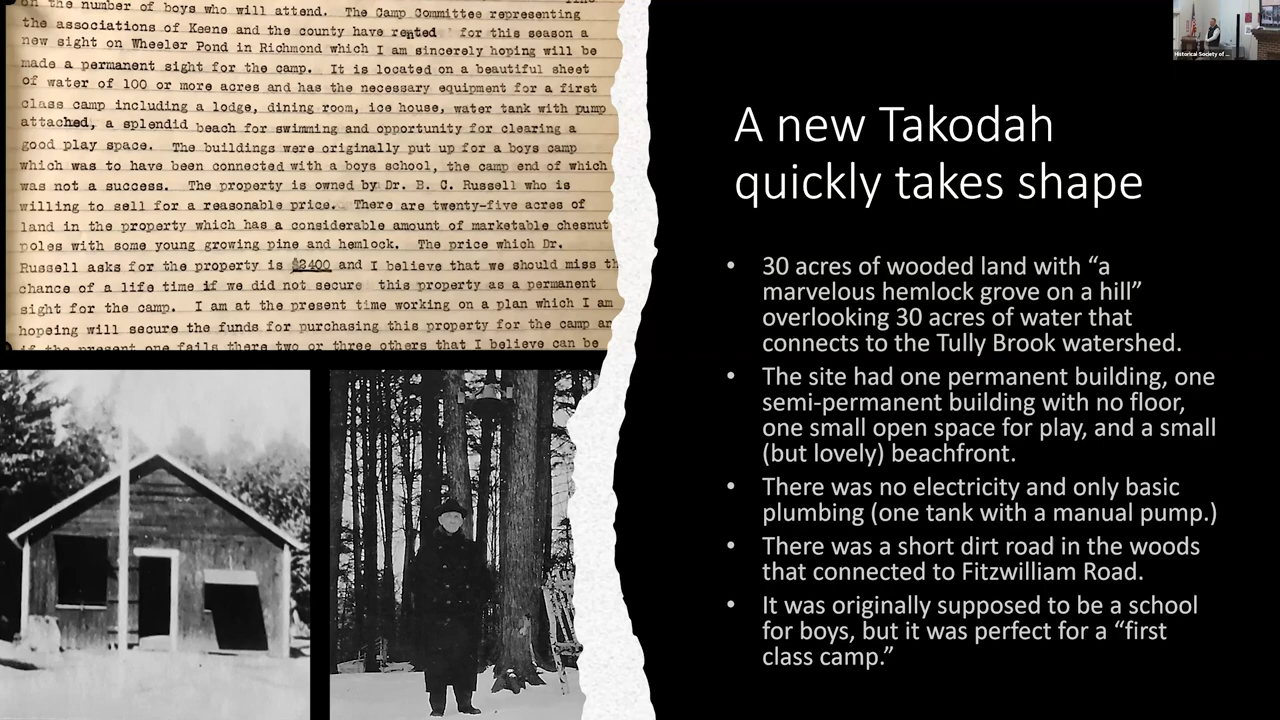 on the number of boys who will attend. The Camp Committee representing
the associations of Keene and the county have rented for this season a
new sight on Wheeler Pond in Richmond which I am sincerely hoping will be
made a permanent sight for the camp. It is located on a beautiful sheet
of water of 100 or more acres and has the necessary equipment for a first
class camp including a lodge, dining room, ice house, water tank with pump
attached, a splendid beach for swimming and opportunity for clearing a
good play space. The buildings were originally put up for a boys camp
which was to have been connected with a boys school, the camp end of which
was not a success. The property is owned by Dr. B. C. Russell who is
willing to sell for a reasonable price. There are twenty-five acres of
land in the property which has a considerable amount of marketable chesnut
poles with some young growing pine and hemlock. The price which Dr.
Russell asks for the property is $2400 and I believe that we should miss th
chance of a life time if we did not secure this property as a permanent
sight for the camp. I am at the present time working on a plan which I am
hopeing will secure the funds for purchasing this property for the camp an
if the present one fails there two or three others that I believe can be
A new Takodah
quickly takes shape
• 30 acres of wooded land with “a
marvelous hemlock grove on a hill”
overlooking 30 acres of water that
connects to the Tully Brook watershed.
• The site had one permanent building, one
semi-permanent building with no floor,
one small open space for play, and a small
(but lovely) beachfront.
• There was no electricity and only basic
plumbing (one tank with a manual pump.)
• There was a short dirt road in the woods
that connected to Fitzwilliam Road.
• It was originally supposed to be a school
for boys, but it was perfect for a “first
class camp.”
Historical Society of ...